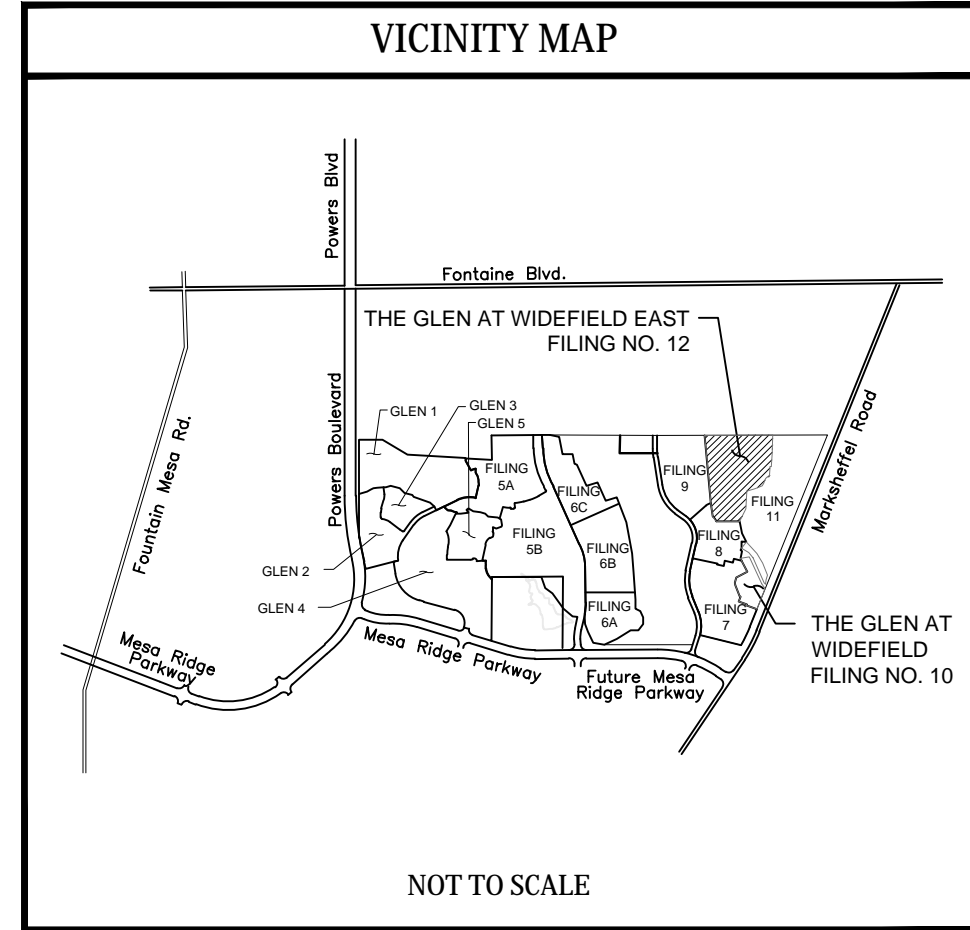 VICINITY MAP
Powers Blvd
Fontaine Blvd.
THE GLEN AT WIDEFIELD EAST
FILING NO. 12
Powers Boulevard
Fountain Mesa Rd.
Marksheffel Road
GLEN 1
GLEN 3
GLEN 5
FILING
5A
FILING
6C
FILING
9
FILING
11
GLEN 2
FILING
5B
FILING
6B
FILING
8
GLEN 4
FILING
6A
FILING
7
THE GLEN AT
WIDEFIELD
FILING NO. 10
Mesa Ridge
Parkway
Mesa Ridge Parkway
Future Mesa
Ridge Parkway
NOT TO SCALE